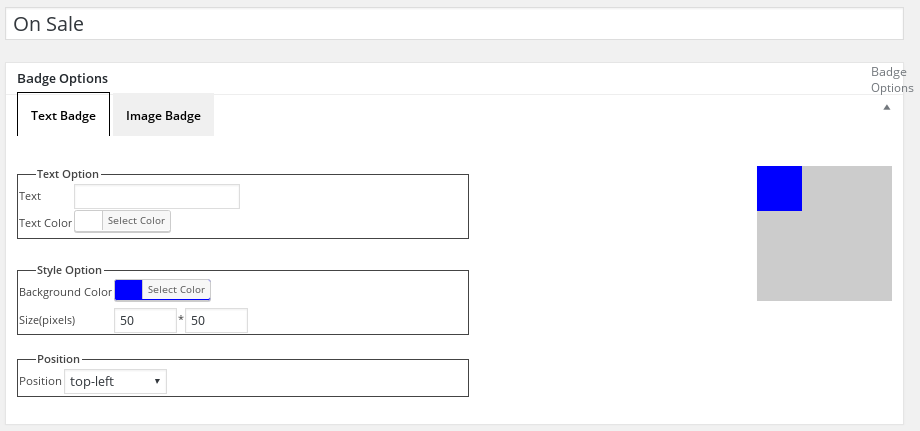 On Sale
Badge Options
Badge
Options
Text Badge
Image Badge
Text Option
Text
Text Color
Select Color
Style Option
Background Color
Select Color
Size(pixels)
50 * 50
Position
Position
top-left